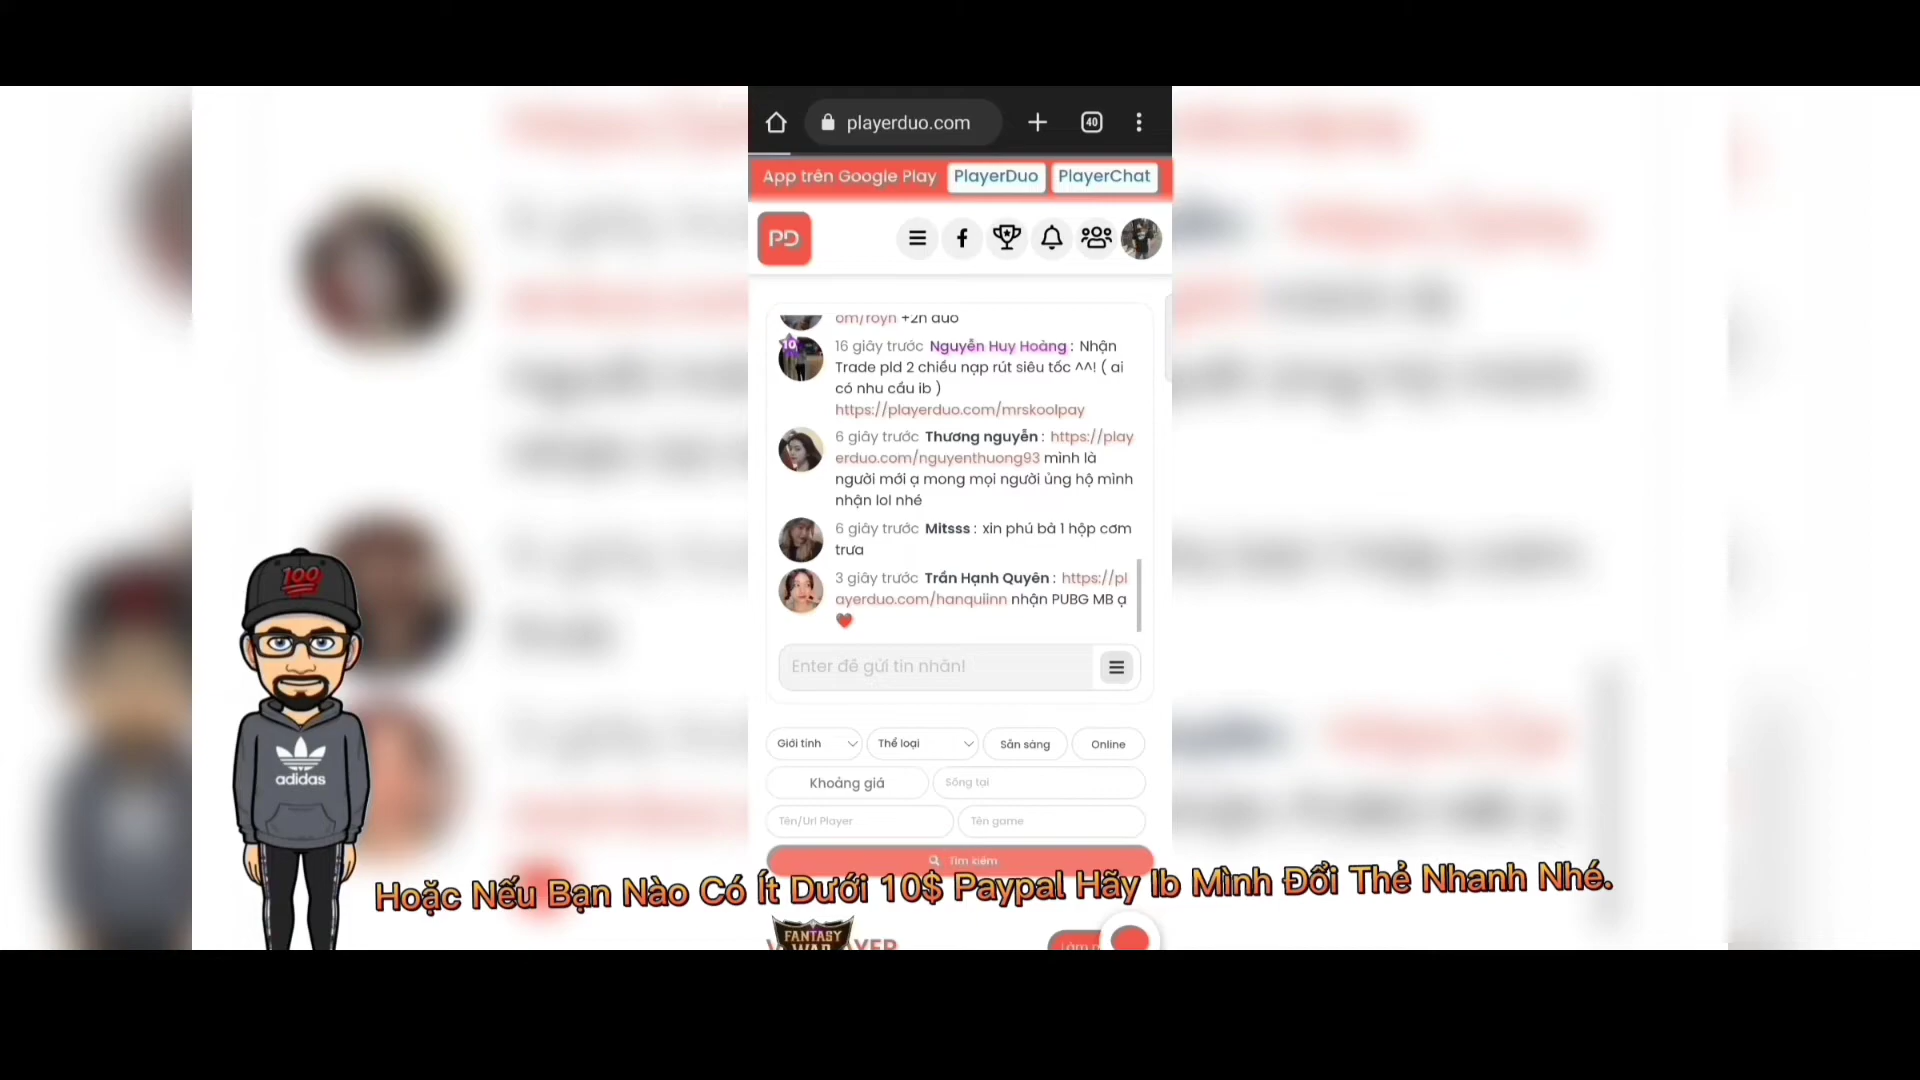 playerduo.com
40
App trên Google Play PlayerDuo PlayerChat
PD
om/royn +2h duo
10
16 giây trước Nguyễn Huy Hoàng : Nhận
Trade pld 2 chiều nạp rút siêu tốc ^^! ( ai
có nhu cầu ib )
https://playerduo.com/mrskoolpay
6 giây trước Thương nguyễn : https://play
erduo.com/nguyenthuong93 mình là
người mới ạ mong mọi người ủng hộ mình
nhận lol nhé
6 giây trước Mitsss : xin phú bà 1 hộp cơm
trưa
3 giây trước Trần Hạnh Quyên : https://pl
ayerduo.com/hanquiinn nhận PUBG MB ạ
Enter để gửi tin nhắn!
Giới tính Thể loại Sẵn sàng Online
Khoảng giá Sống tại
Tên/Url Player Tên game
Tìm kiếm
100
adidas
Hoặc Nếu Bạn Nào Có Ít Dưới 10$ Paypal Hãy Ib Mình Đổi Thẻ Nhanh Nhé.
FANTASY
WAR